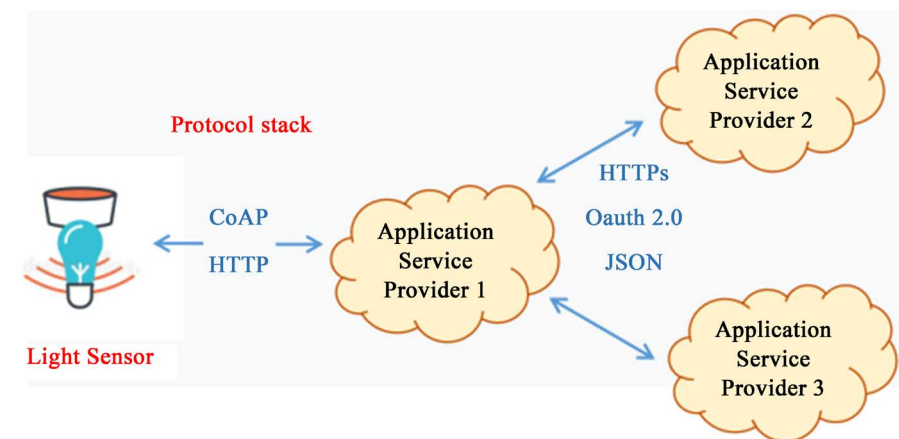 Protocol stack
Light Sensor
CoAP
HTTP
Application
Service
Provider 1
HTTPs
Oauth 2.0
JSON
Application
Service
Provider 2
Application
Service
Provider 3